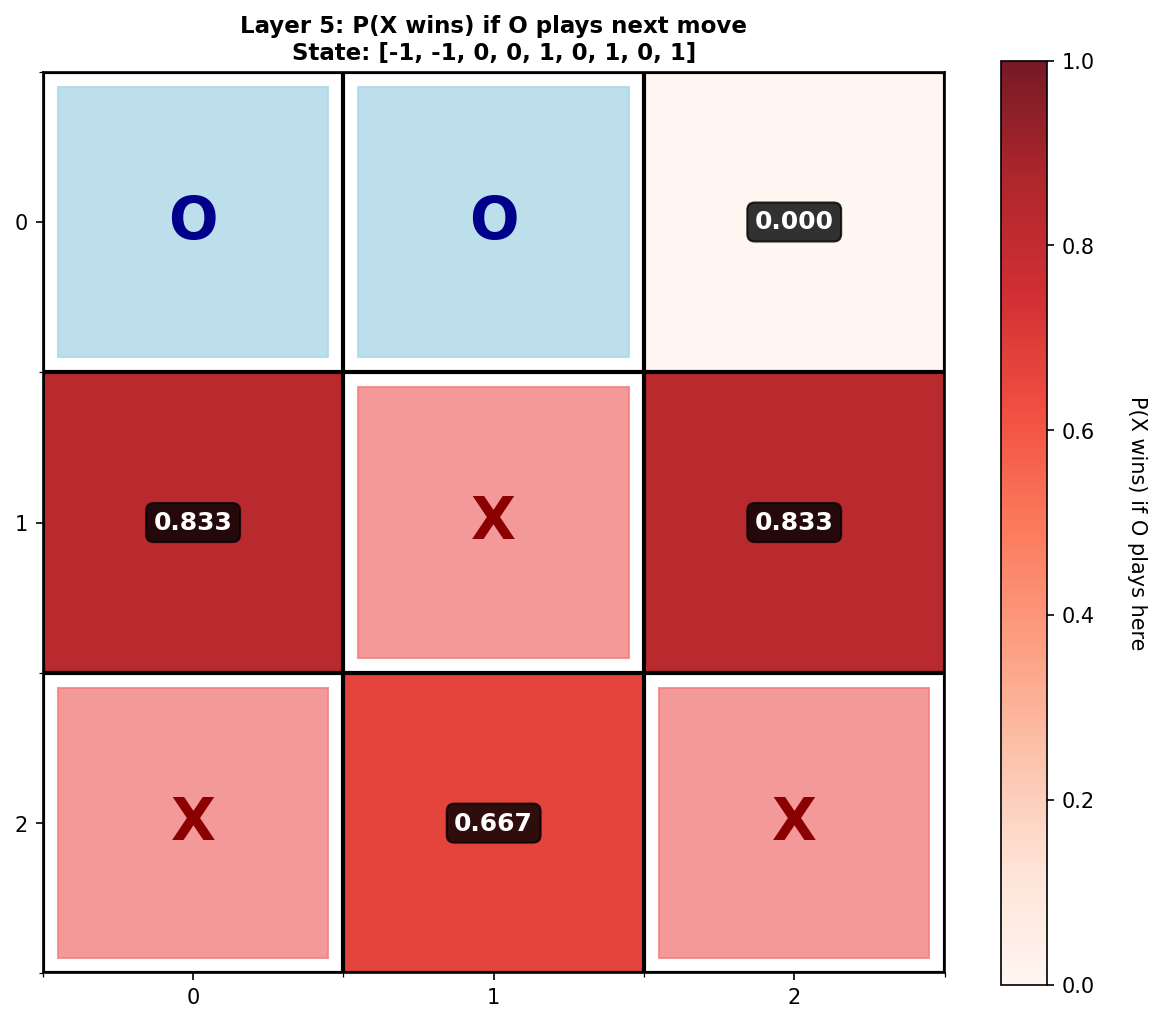 Layer 5: P(X wins) if O plays next move
State: [-1, -1, 0, 0, 1, 0, 1, 0, 1]
0
O
O
0.000
1
0.833
X
0.833
2
X
0.667
X
0
1
2
1.0
0.8
0.6
0.4
0.2
0.0
P(X wins) if O plays here